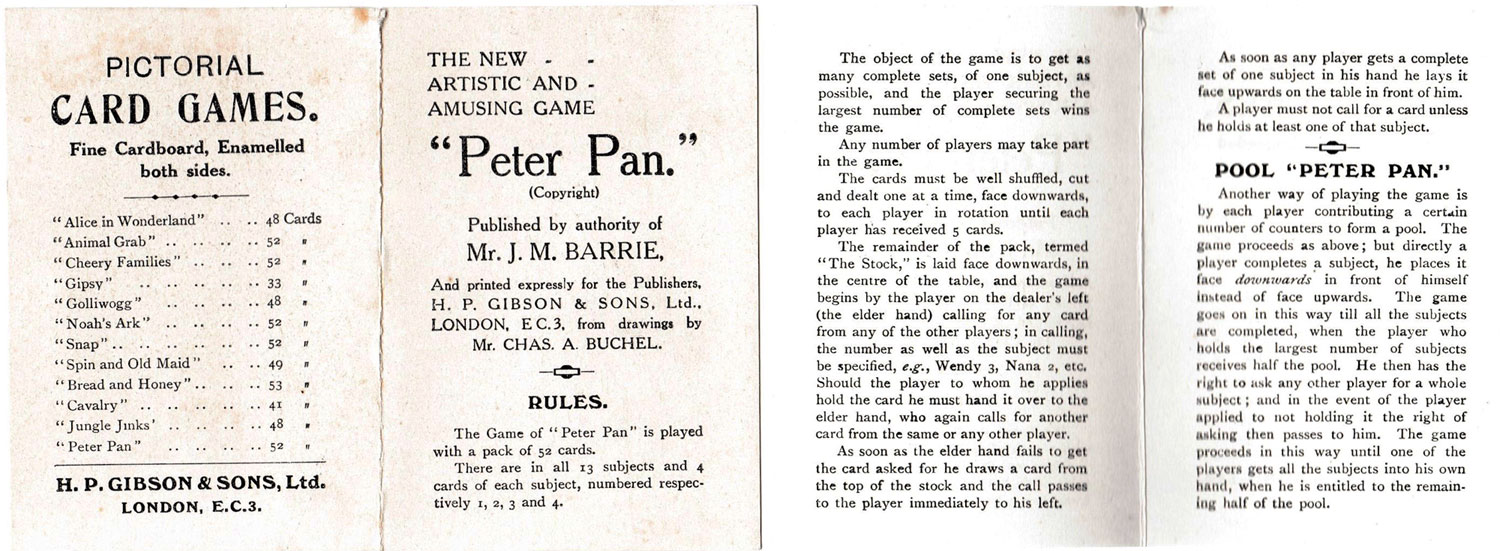 PICTORIAL
CARD GAMES.
Fine Cardboard, Enamelled
both sides.
"Alice in Wonderland" .. .. 48 Cards
"Animal Grab" .. .. .. .. 52 "
"Cheery Families" .. .. .. 52 "
"Gipsy" .. .. .. .. .. 33 "
"Golliwogg" .. .. .. .. 48 "
"Noah's Ark" .. .. .. .. 52 "
"Snap" .. .. .. .. .. 52 "
"Spin and Old Maid" .. .. 49 "
"Bread and Honey" .. .. .. 53 "
"Cavalry" .. .. .. .. .. 41 "
"Jungle Jinks' .. .. .. .. 48 "
"Peter Pan" .. .. .. .. 52 "
H. P. GIBSON & SONS, Ltd.
LONDON, E.C.3.
THE NEW - -
ARTISTIC AND -
AMUSING GAME
"Peter Pan."
(Copyright)
Published by authority of
Mr. J. M. BARRIE,
And printed expressly for the Publishers,
H. P. GIBSON & SONS, Ltd.,
LONDON, E C.3, from drawings by
Mr. CHAS. A. BUCHEL.
RULES.
The Game of "Peter Pan" is played
with a pack of 52 cards.
There are in all 13 subjects and 4
cards of each subject, numbered respec-
tively 1, 2, 3 and 4.
The object of the game is to get as
many complete sets, of one subject, as
possible, and the player securing the
largest number of complete sets wins
the game.
Any number of players may take part
in the game.
The cards must be well shuffled, cut
and dealt one at a time, face downwards,
to each player in rotation until each
player has received 5 cards.
The remainder of the pack, termed
"The Stock," is laid face downwards, in
the centre of the table, and the game
begins by the player on the dealer's left
(the elder hand) calling for any card
from any of the other players; in calling,
the number as well as the subject must
be specified, e.g., Wendy 3, Nana 2, etc.
Should the player to whom he applies
hold the card he must hand it over to the
elder hand, who again calls for another
card from the same or any other player.
As soon as the elder hand fails to get
the card asked for he draws a card from
the top of the stock and the call passes
to the player immediately to his left.
As soon as any player gets a complete
set of one subject in his hand he lays it
face upwards on the table in front of him.
A player must not call for a card unless
he holds at least one of that subject.
POOL "PETER PAN."
Another way of playing the game is
by each player contributing a certain
number of counters to form a pool. The
game proceeds as above; but directly a
player completes a subject, he places it
face downwards in front of himself
instead of face upwards. The game
goes on in this way till all the subjects
are completed, when the player who
holds the largest number of subjects
receives half the pool. He then has the
right to ask any other player for a whole
subject; and in the event of the player
applied to not holding it the right of
asking then passes to him. The game
proceeds in this way until one of the
players gets all the subjects into his own
hand, when he is entitled to the remain-
ing half of the pool.